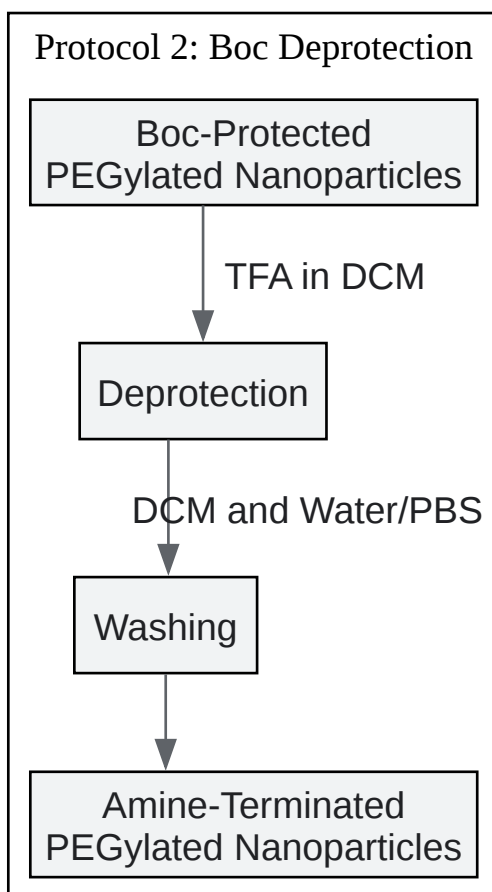 Protocol 2: Boc Deprotection
Boc-Protected
PEGylated Nanoparticles
TFA in DCM
Deprotection
DCM and Water/PBS
Washing
Amine-Terminated
PEGylated Nanoparticles